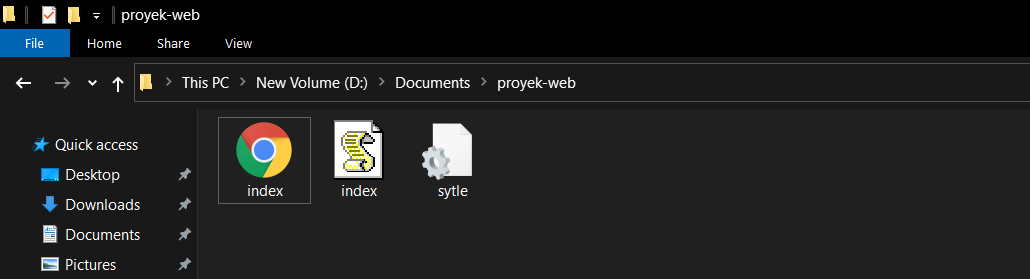 proyek-web
File Home Share View
This PC New Volume (D:) Documents proyek-web
Quick access
Desktop
Downloads
Documents
Pictures
index index sytle